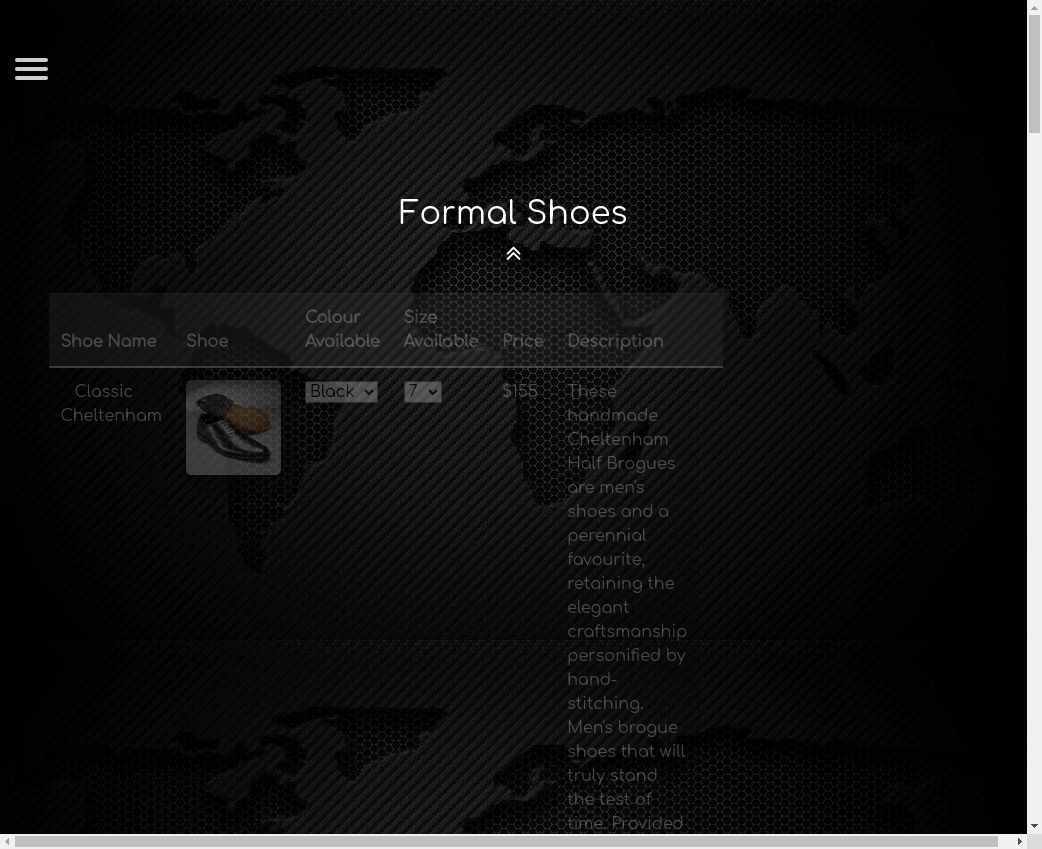 Formal Shoes
Shoe Name Shoe Colour Available Size Available Price Description
Classic Cheltenham
Black
7
$155
These
handmade
Cheltenham
Half Brogues
are men's
shoes and a
perennial
favourite,
retaining the
elegant
craftsmanship
personified by
hand-
stitching.
Men's brogue
shoes that will
truly stand
the test of
time. Provided